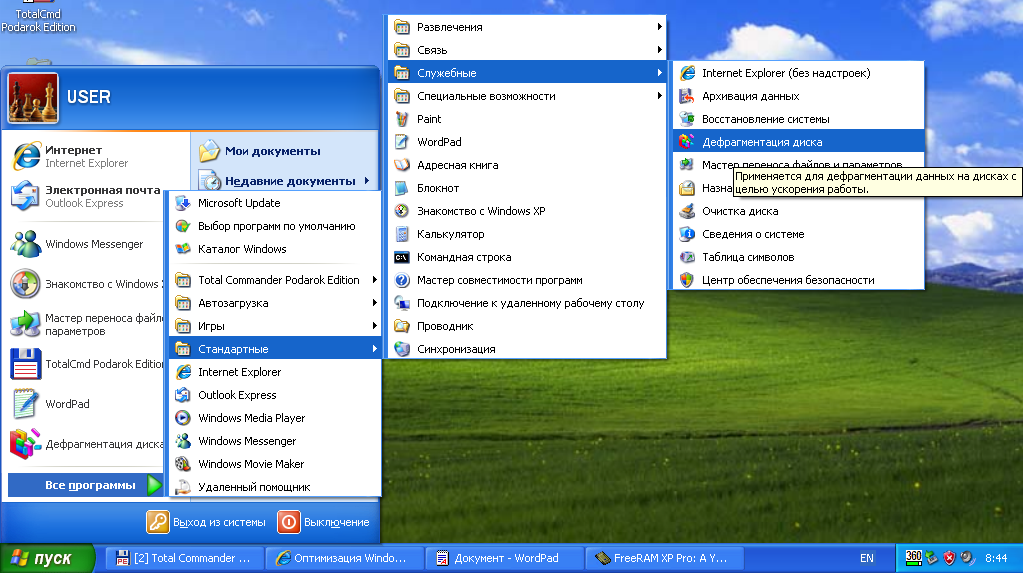 TotalCmd
Podarok Edition
USER
Интернет
Internet Explorer
Электронная почта
Outlook Express
Windows Messenger
Знакомство с Windows
Мастер переноса файло
параметров
TotalCmd Podarok Edition
WordPad
Дефрагментация диска
Все программы
Мои документы
Недавние документы
Microsoft Update
Выбор программ по умолчанию
Каталог Windows
Total Commander Podarok Edition
Автозагрузка
Игры
Стандартные
Internet Explorer
Outlook Express
Windows Media Player
Windows Messenger
Windows Movie Maker
Удаленный помощник
Развлечения
Связь
Служебные
Специальные возможности
Paint
WordPad
Адресная книга
Блокнот
Знакомство с Windows XP
Калькулятор
Командная строка
Мастер совместимости программ
Подключение к удаленному рабочему столу
Проводник
Синхронизация
Internet Explorer (без надстроек)
Архивация данных
Восстановление системы
Дефрагментация диска
Мастер переноса файлов и параметров
Применяется для дефрагментации данных на дисках с
целью ускорения работы.
Назна
Очистка диска
Сведения о системе
Таблица символов
Центр обеспечения безопасности
Выход из системы
Выключение
пуск
[2] Total Commander ...
Оптимизация Windo...
Документ - WordPad
FreeRAM XP Pro: A Y...
EN
360
8:44